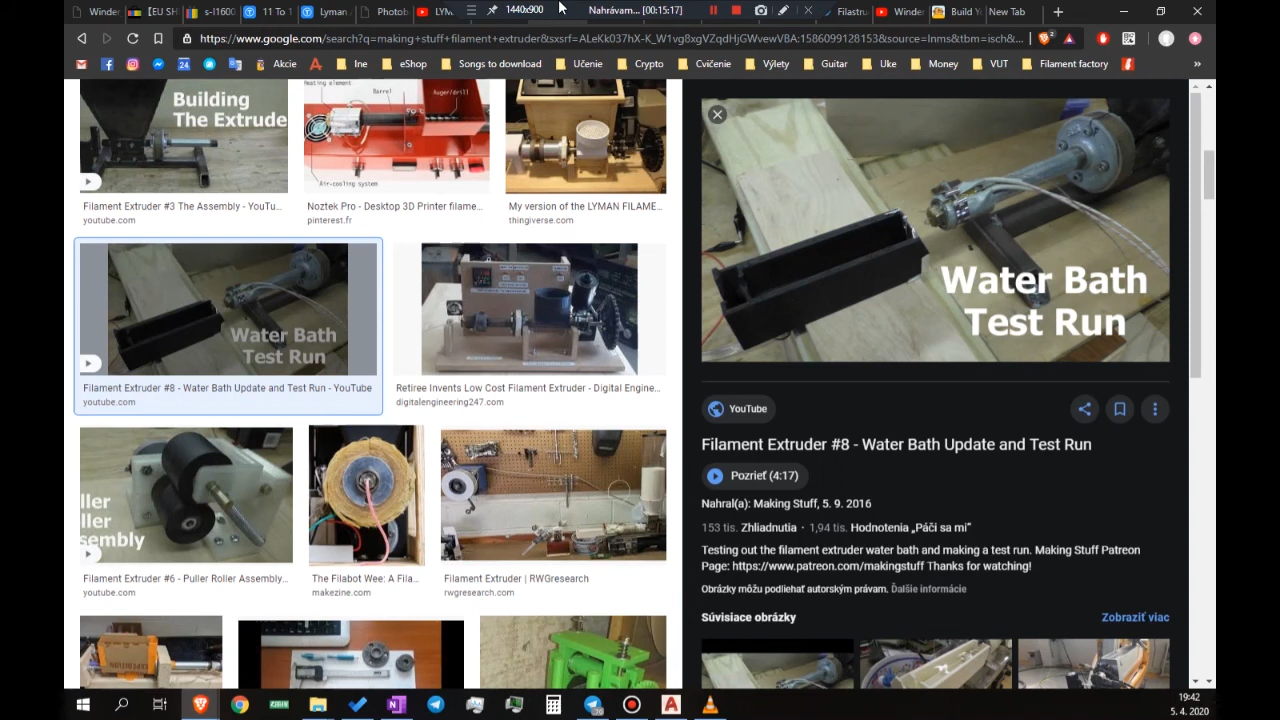 Winder
【EU SH
s-l1600
11 To 1
Lyman
Photob
LYM
1440x900
Nahrávam... [00:15:17]
Filastru
Winde
Build Yo
New Tab
https://www.google.com/search?q=making+stuff+filament+extruder&sxsrf=ALeKk037hX-K_W1vg8xgVZqdHjGWvewVBA:1586099128153&source=lnms&tbm=isch&...
Akcie
Ine
eShop
Songs to download
Učenie
Crypto
Cvičenie
Výlety
Guitar
Uke
Money
VUT
Filament factory
Building
The Extrude
Heating element
Barrel
Auger/drill
Air-cooling system
Filament Extruder #3 The Assembly - YouTu...
youtube.com
Noztek Pro - Desktop 3D Printer filame...
pinterest.fr
My version of the LYMAN FILAME...
thingiverse.com
Water Bath
Test Run
Filament Extruder #8 - Water Bath Update and Test Run - YouTube
youtube.com
Retiree Invents Low Cost Filament Extruder - Digital Engine...
digitalengineering247.com
ller
ller
sembly
Filament Extruder #6 - Puller Roller Assembly...
youtube.com
The Filabot Wee: A Fila...
makezine.com
Filament Extruder | RWGresearch
rwgresearch.com
Water Bath
Test Run
YouTube
Filament Extruder #8 - Water Bath Update and Test Run
Pozrieť (4:17)
Nahral(a): Making Stuff, 5. 9. 2016
153 tis. Zhliadnutia · 1,94 tis. Hodnotenia „Páči sa mi“
Testing out the filament extruder water bath and making a test run. Making Stuff Patreon
Page: https://www.patreon.com/makingstuff Thanks for watching!
Obrázky môžu podliehať autorským právam. Ďalšie informácie
Súvisiace obrázky
Zobraziť viac
19:42
5. 4. 2020